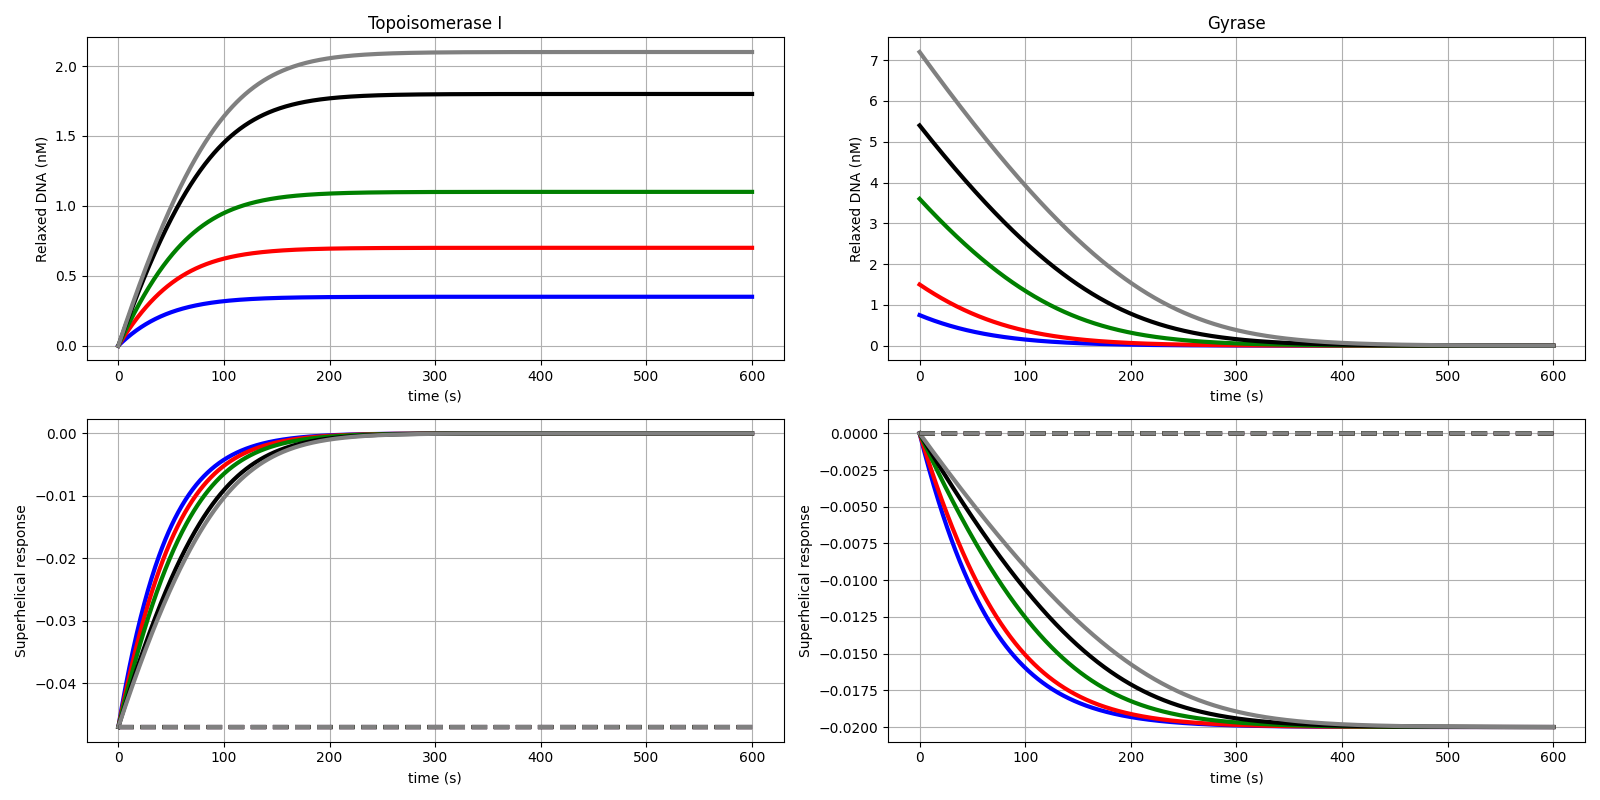 Topoisomerase I
Relaxed DNA (nM)
2.0
1.5
1.0
0.5
0.0
0 100 200 300 400 500 600
time (s)
Gyrase
Relaxed DNA (nM)
7
6
5
4
3
2
1
0
0 100 200 300 400 500 600
time (s)
Superhelical response
0.00
−0.01
−0.02
−0.03
−0.04
0 100 200 300 400 500 600
time (s)
Superhelical response
0.0000
−0.0025
−0.0050
−0.0075
−0.0100
−0.0125
−0.0150
−0.0175
−0.0200
0 100 200 300 400 500 600
time (s)